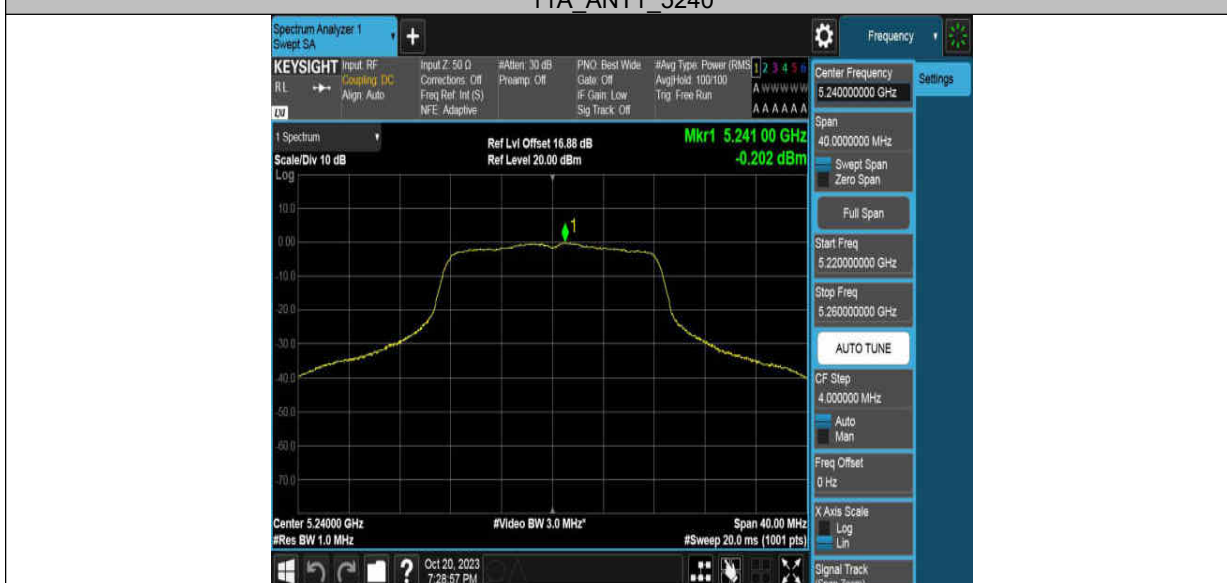 11A_ANT1_5240
Spectrum Analyzer 1
Swept SA
+
Frequency
KEYSIGHT
RL
LXI
Input: RF
Coupling: DC
Align: Auto
Input Z: 50 Ω
Corrections: Off
Freq Ref: Int (S)
NFE: Adaptive
#Atten: 30 dB
Preamp: Off
PNO: Best Wide
Gate: Off
IF Gain: Low
Sig Track: Off
#Avg Type: Power (RMS
Avg|Hold: 100/100
Trig: Free Run
1 2 3 4 5 6
A W W W W W
A A A A A A
Center Frequency
5.240000000 GHz
Settings
Span
40.0000000 MHz
Swept Span
Zero Span
Full Span
Start Freq
5.220000000 GHz
Stop Freq
5.260000000 GHz
AUTO TUNE
CF Step
4.000000 MHz
Auto
Man
Freq Offset
0 Hz
X Axis Scale
Log
Lin
Signal Track
(Span Zoom)
1 Spectrum
Scale/Div 10 dB
Log
Ref Lvl Offset 16.88 dB
Ref Level 20.00 dBm
Mkr1 5.241 00 GHz
-0.202 dBm
1
10.0
0.00
-10.0
-20.0
-30.0
-40.0
-50.0
-60.0
-70.0
Center 5.24000 GHz
#Res BW 1.0 MHz
#Video BW 3.0 MHz*
Span 40.00 MHz
#Sweep 20.0 ms (1001 pts)
?
Oct 20, 2023
7:28:57 PM